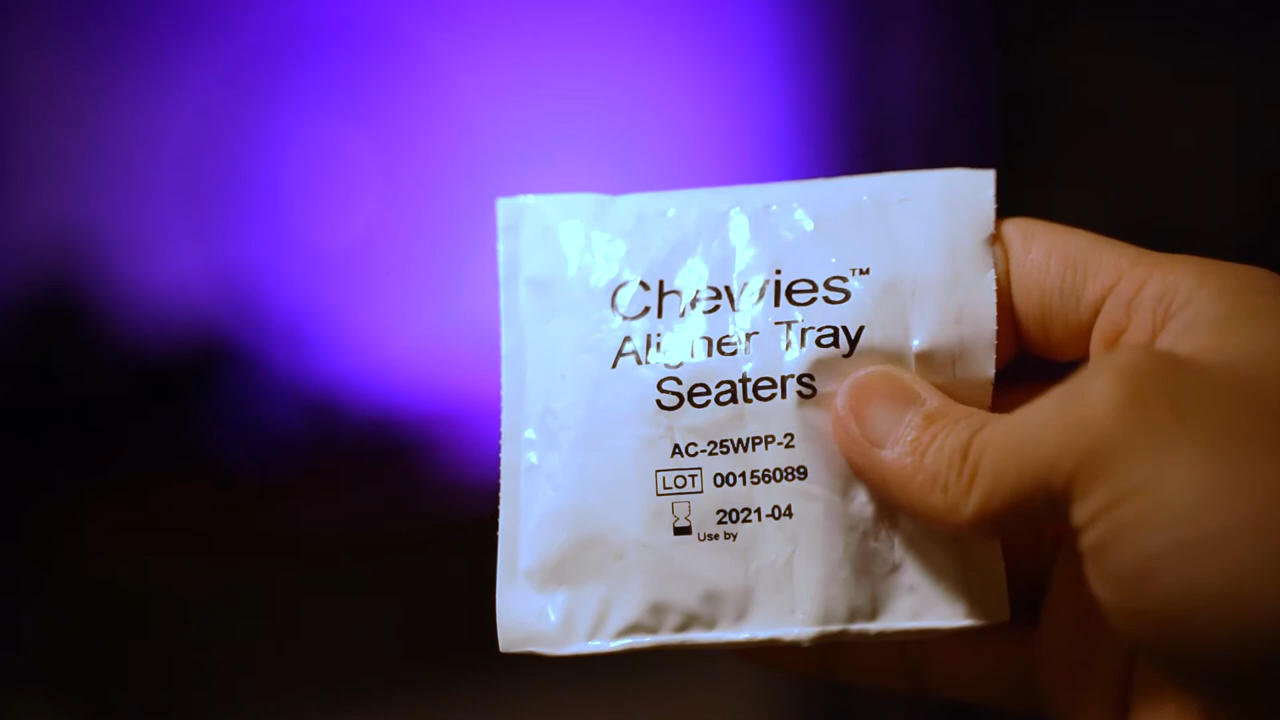 Chewies™
Aligner Tray
Seaters
AC-25WPP-2
LOT 00156089
2021-04
Use by